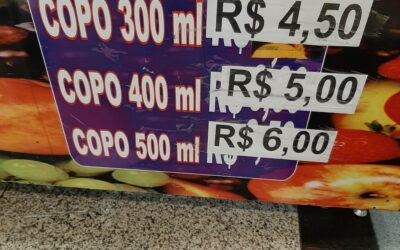 COPO 300 ml R$ 4,50
COPO 400 ml R$ 5,00
COPO 500 ml R$ 6,00